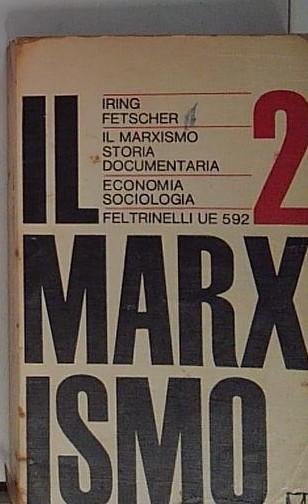 IRING
FETSCHER
IL MARXISMO
STORIA
DOCUMENTARIA
ECONOMIA
SOCIOLOGIA
FELTRINELLI UE 592
2
IL
MARX
ISMO